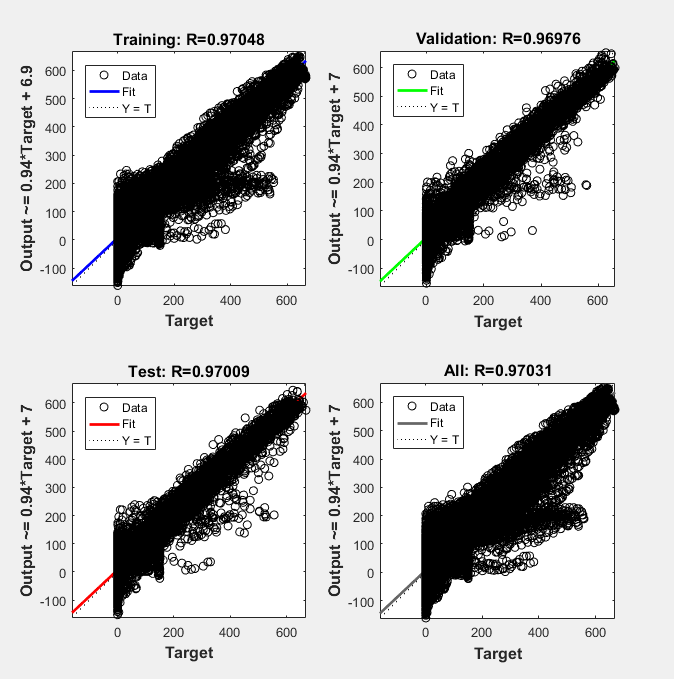 Training: R=0.97048
Output ~= 0.94*Target + 6.9
600
500
400
300
200
100
0
-100
Data
Fit
Y = T
0
200
400
600
Target
Validation: R=0.96976
Output ~= 0.94*Target + 7
600
500
400
300
200
100
0
-100
Data
Fit
Y = T
0
200
400
600
Target
Test: R=0.97009
Output ~= 0.94*Target + 7
600
500
400
300
200
100
0
-100
Data
Fit
Y = T
0
200
400
600
Target
All: R=0.97031
Output ~= 0.94*Target + 7
600
500
400
300
200
100
0
-100
Data
Fit
Y = T
0
200
400
600
Target